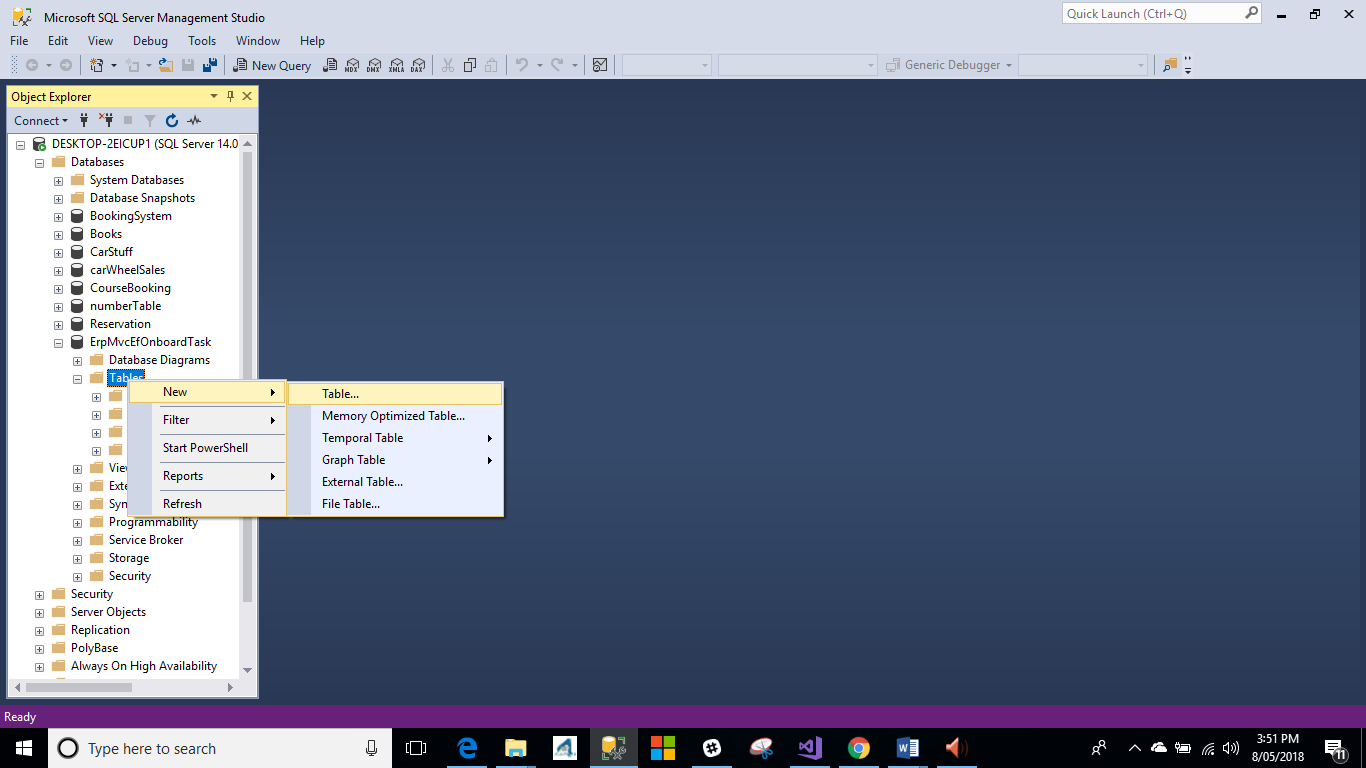 Microsoft SQL Server Management Studio
Quick Launch (Ctrl+Q)
File Edit View Debug Tools Window Help
New Query MDX DMX XMLA DAX Generic Debugger
Object Explorer
Connect
DESKTOP-2EICUP1 (SQL Server 14.0
Databases
System Databases
Database Snapshots
BookingSystem
Books
CarStuff
carWheelSales
CourseBooking
numberTable
Reservation
ErpMvcEfOnboardTask
Database Diagrams
Tables
New
Table...
Memory Optimized Table...
Filter
Temporal Table
Start PowerShell
Graph Table
Reports
External Table...
Refresh
File Table...
View
Exte
Syn
Programmability
Service Broker
Storage
Security
Security
Server Objects
Replication
PolyBase
Always On High Availability
Ready
Type here to search
3:51 PM
8/05/2018
11